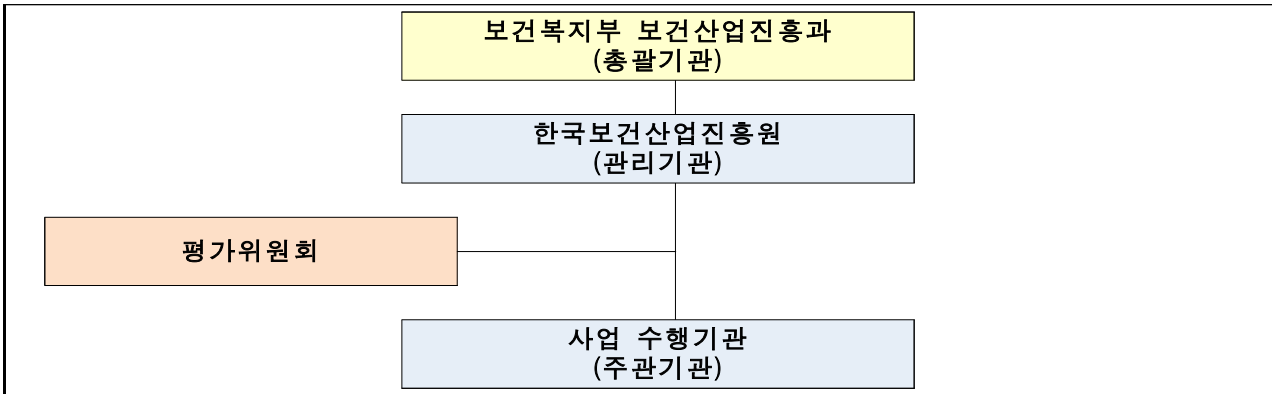 보건복지부 보건산업진흥과
(총괄기관)
한국보건산업진흥원
(관리기관)
평가위원회
사업 수행기관
(주관기관)